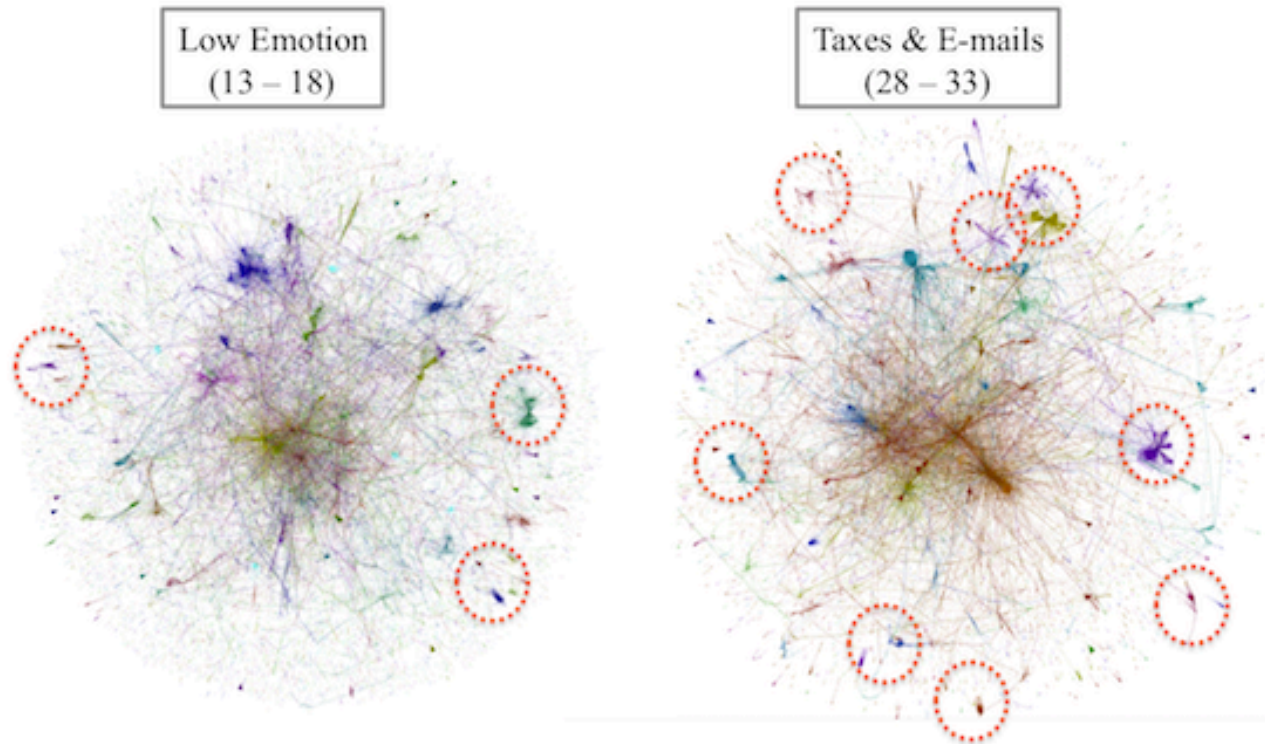 Low Emotion
(13 – 18)
Taxes & E-mails
(28 – 33)